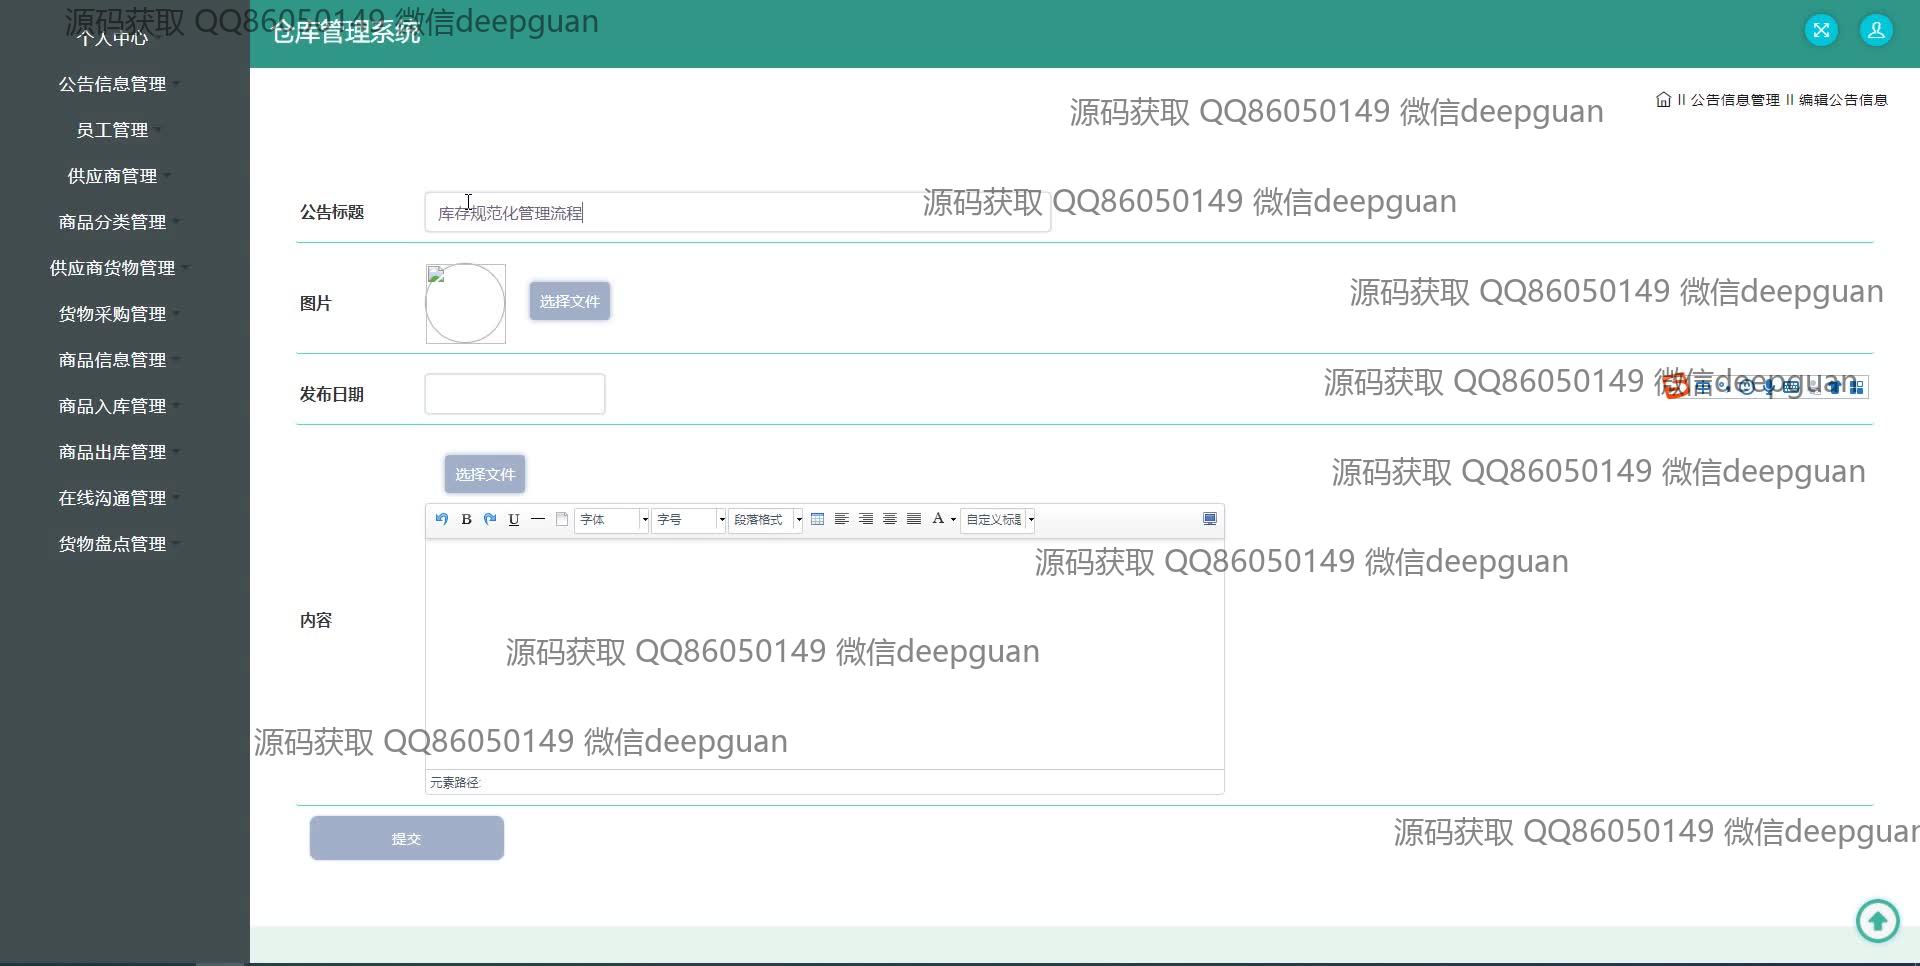 源码获取 QQ86050149 微信deepguan
个人中心
仓库管理系统
公告信息管理
源码获取 QQ86050149 微信deepguan
II 公告信息管理 II 编辑公告信息
员工管理
供应商管理
公告标题
库存规范化管理流程
源码获取 QQ86050149 微信deepguan
商品分类管理
供应商货物管理
图片
选择文件
源码获取 QQ86050149 微信deepguan
货物采购管理
商品信息管理
发布日期
源码获取 QQ86050149 微信deepguan
中
商品入库管理
商品出库管理
选择文件
源码获取 QQ86050149 微信deepguan
在线沟通管理
B U 字体 字号 段落格式 A 自定义标题
货物盘点管理
源码获取 QQ86050149 微信deepguan
内容
源码获取 QQ86050149 微信deepguan
源码获取 QQ86050149 微信deepguan
元素路径:
提交
源码获取 QQ86050149 微信deepguan